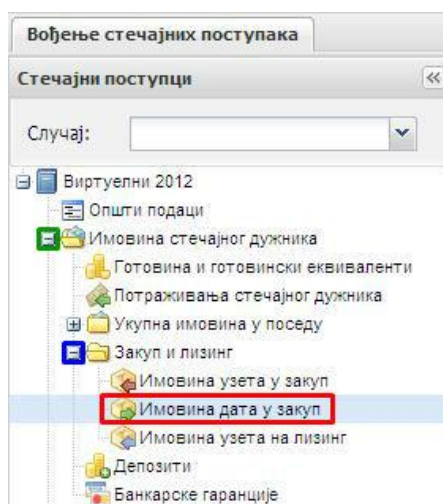 Вођење стечајних поступака
Стечајни поступци
Случај:
Виртуелни 2012
Општи подаци
Имовина стечајног дужника
Готовина и готовински еквиваленти
Потраживања стечајног дужника
Укупна имовина у поседу
Закуп и лизинг
Имовина узета у закуп
Имовина дата у закуп
Имовина узета на лизинг
Депозити
Банкарске гаранције